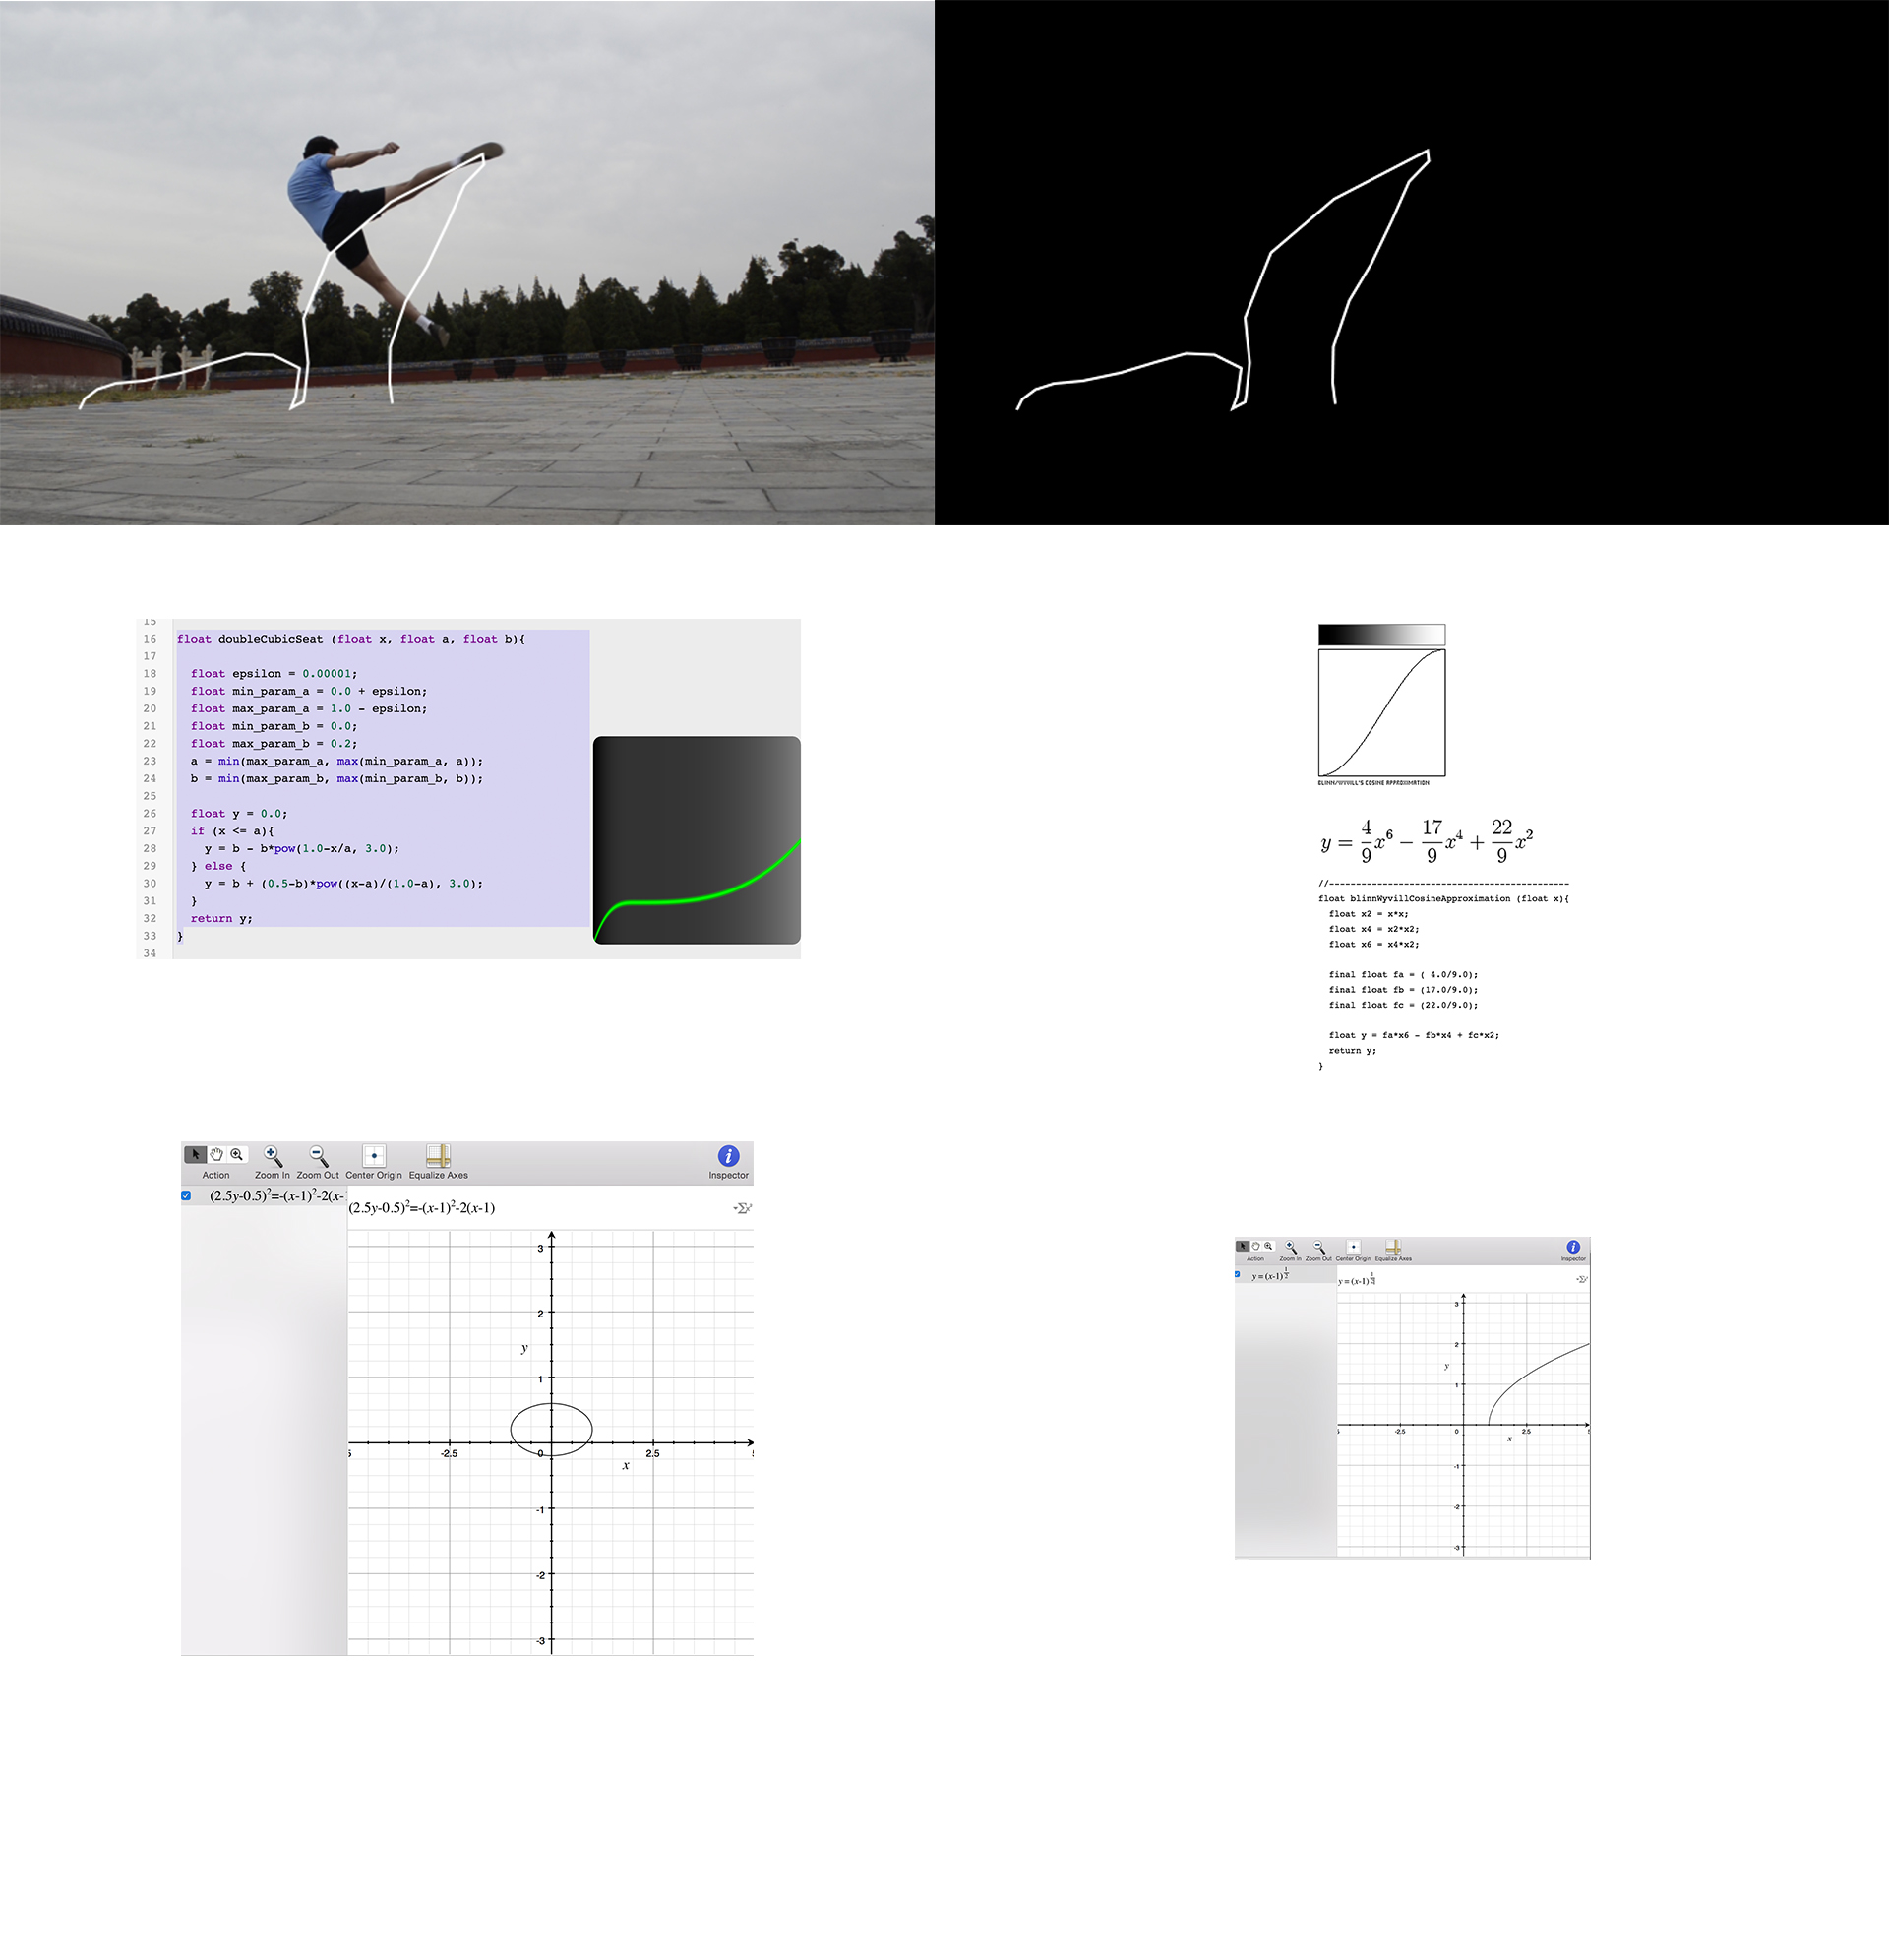 15
16 float doubleCubicSeat (float x, float a, float b){
17
18 float epsilon = 0.00001;
19 float min_param_a = 0.0 + epsilon;
20 float max_param_a = 1.0 - epsilon;
21 float min_param_b = 0.0;
22 float max_param_b = 0.2;
23 a = min(max_param_a, max(min_param_a, a));
24 b = min(max_param_b, max(min_param_b, b));
25
26 float y = 0.0;
27 if (x <= a){
28 y = b - b*pow(1.0-x/a, 3.0);
29 } else {
30 y = b + (0.5-b)*pow((x-a)/(1.0-a), 3.0);
31 }
32 return y;
33 }
34
BLINN/WYVILL'S COSINE APPROXIMATION
y = 4/9 x^6 − 17/9 x^4 + 22/9 x^2
//--------------------------------------------
float blinnWyvillCosineApproximation (float x){
float x2 = x*x;
float x4 = x2*x2;
float x6 = x4*x2;
final float fa = ( 4.0/9.0);
final float fb = (17.0/9.0);
final float fc = (22.0/9.0);
float y = fa*x6 - fb*x4 + fc*x2;
return y;
}
Action Zoom In Zoom Out Center Origin Equalize Axes Inspector
(2.5y-0.5)²=-(x-1)²-2(x-
(2.5y-0.5)²=-(x-1)²-2(x-1)
Σx²
3
2
y
1
5 -2.5 0 2.5 5
x
-1
-2
-3
Action Zoom In Zoom Out Center Origin Equalize Axes Inspector
y=(x-1)^1/2
y=(x-1)^1/2
3
2
y
1
-2.5 0 2.5
x
-1
-2
-3